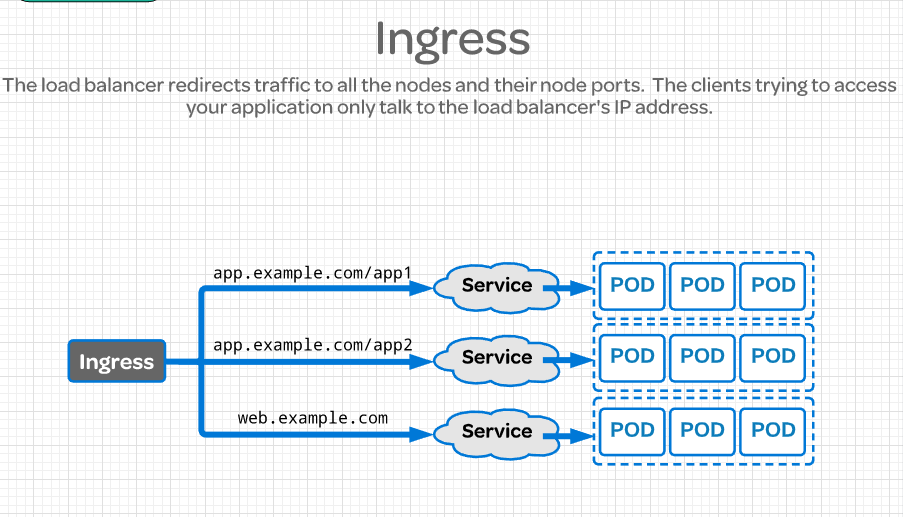 Ingress
The load balancer redirects traffic to all the nodes and their node ports. The clients trying to access
your application only talk to the load balancer's IP address.
app.example.com/app1
Service
POD POD POD
Ingress
app.example.com/app2
Service
POD POD POD
web.example.com
Service
POD POD POD